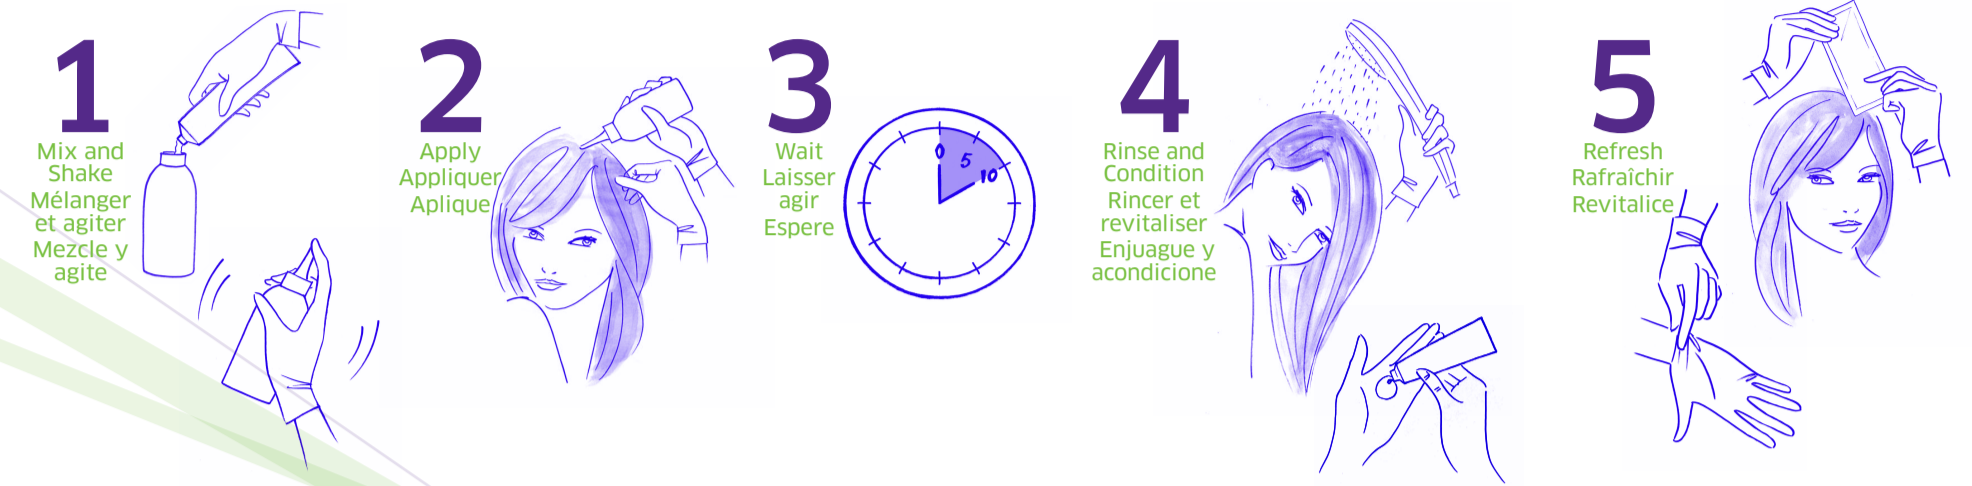 1
Mix and
Shake
Mélanger
et agiter
Mezcle y
agite
2
Apply
Appliquer
Aplique
3
Wait
Laisser
agir
Espere
0
5
10
4
Rinse and
Condition
Rincer et
revitaliser
Enjuague y
acondicione
5
Refresh
Rafraîchir
Revitalice